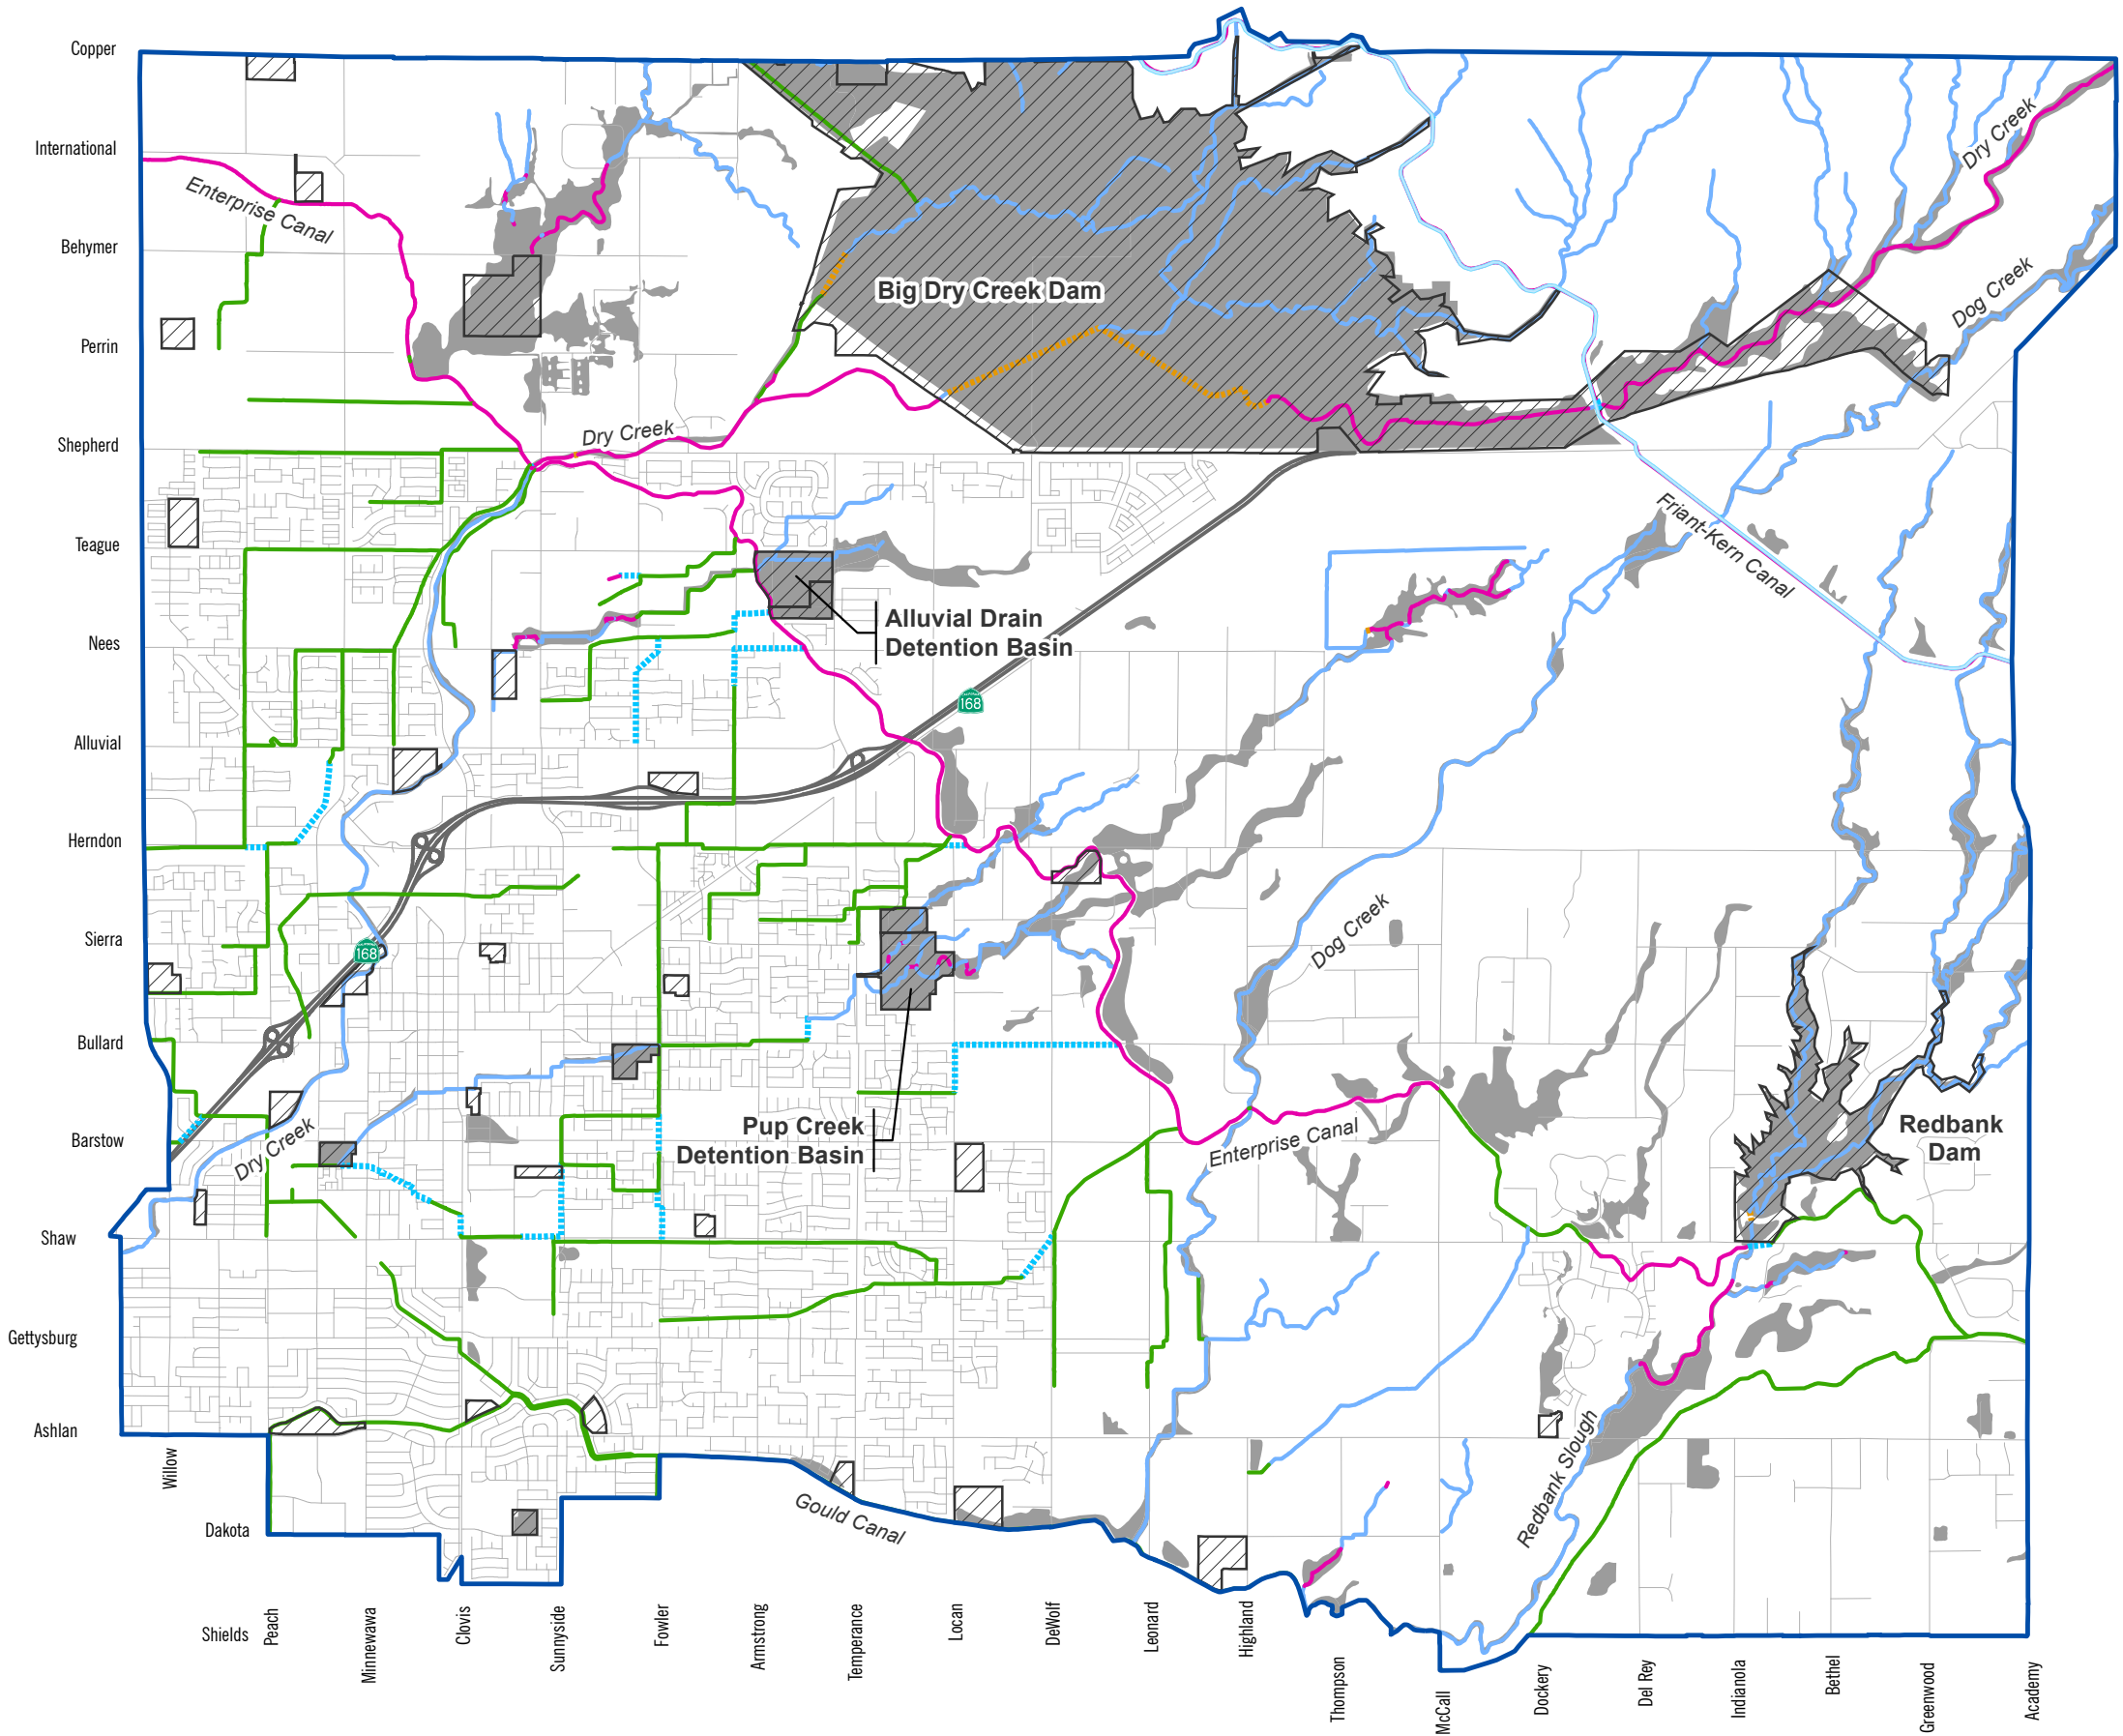 Copper
International
Behymer
Perrin
Shepherd
Teague
Nees
Alluvial
Herndon
Sierra
Bullard
Barstow
Shaw
Gettysburg
Ashlan
Dakota
Shields
Enterprise Canal
Dry Creek
Big Dry Creek Dam
Dry Creek
Dog Creek
Friant-Kern Canal
Alluvial Drain
Detention Basin
168
168
Dog Creek
Pup Creek
Detention Basin
Dry Creek
Enterprise Canal
Redbank
Dam
Redbank Slough
Gould Canal
Willow
Peach
Minnewawa
Clovis
Sunnyside
Fowler
Armstrong
Temperance
Locan
DeWolf
Leonard
Highland
Thompson
McCall
Dockery
Del Rey
Indianola
Bethel
Greenwood
Academy